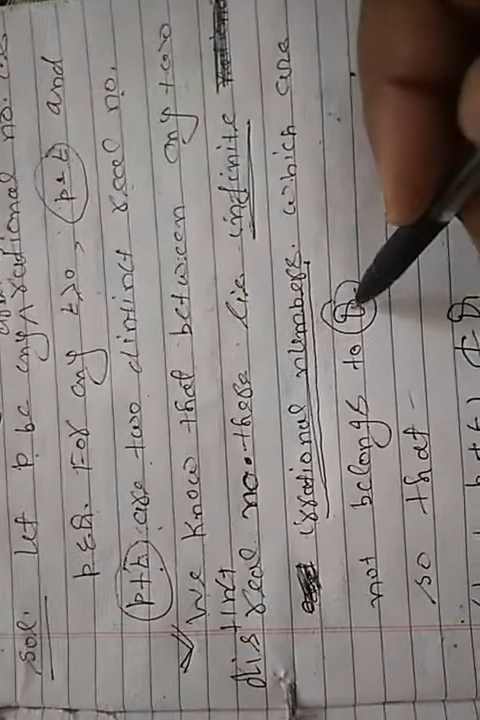 Sol: Let p be any rational no. i.e.
p∈Q. For any ε>0, p-ε and
p+ε are two distinct real no.
We know that between any two
distinct real no. there lie infinite
irrational numbers. which are
not belongs to Q.
so that -